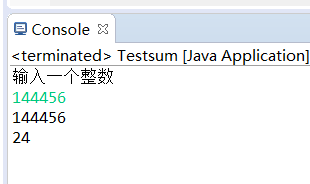 Console
<terminated> Testsum [Java Application]
输入一个整数
144456
144456
24